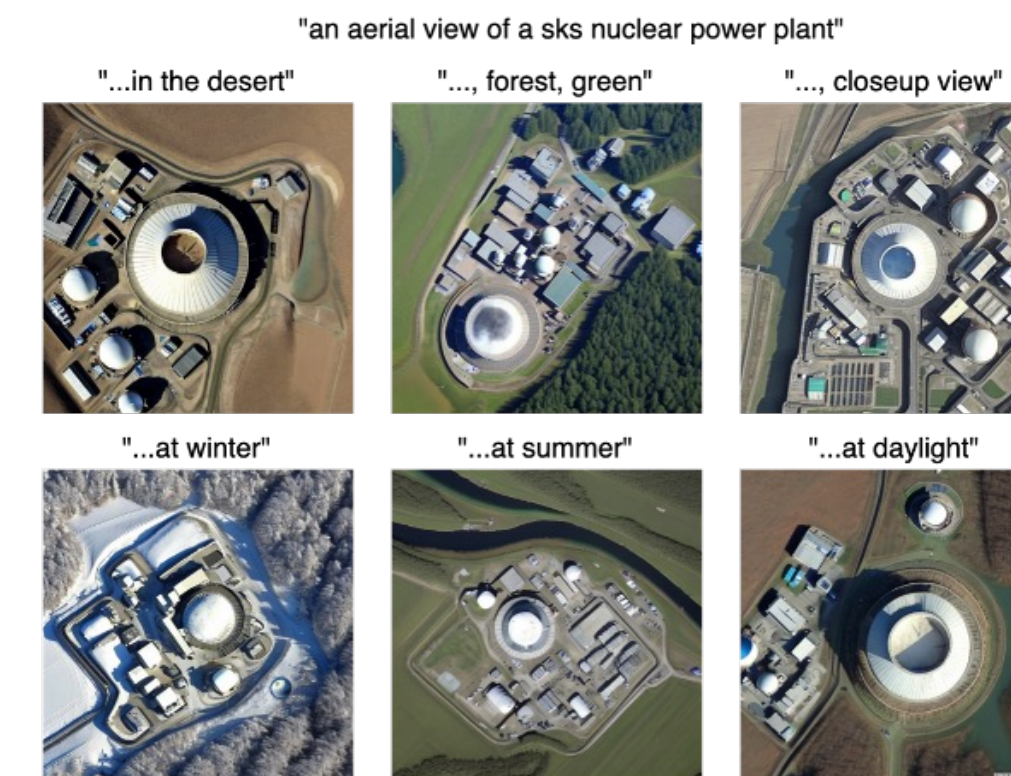 "an aerial view of a sks nuclear power plant"
"...in the desert"
"..., forest, green"
"..., closeup view"
"...at winter"
"...at summer"
"...at daylight"